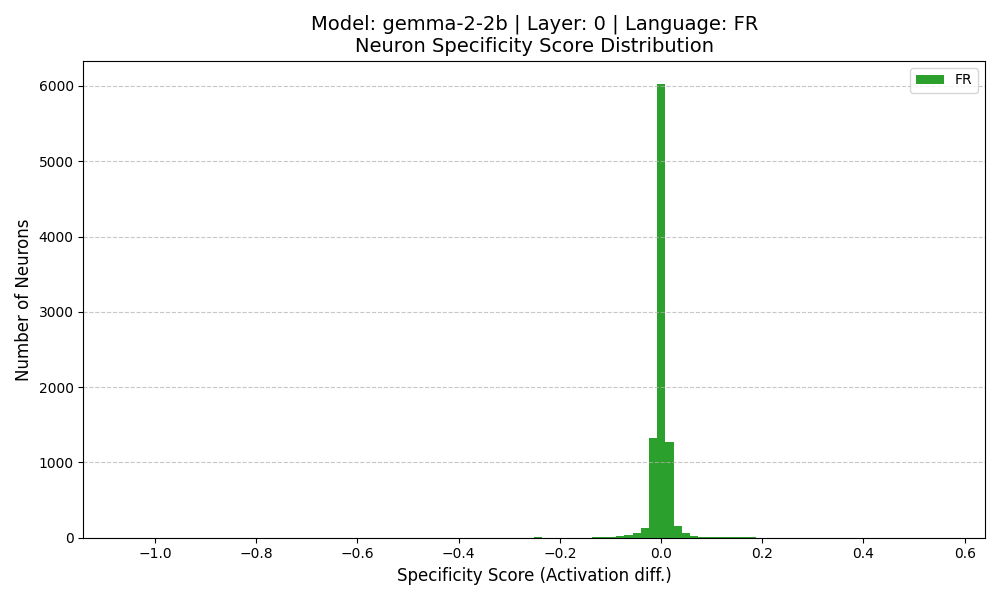 Model: gemma-2-2b | Layer: 0 | Language: FR
Neuron Specificity Score Distribution
FR
6000
5000
4000
3000
2000
1000
0
Number of Neurons
−1.0 −0.8 −0.6 −0.4 −0.2 0.0 0.2 0.4 0.6
Specificity Score (Activation diff.)